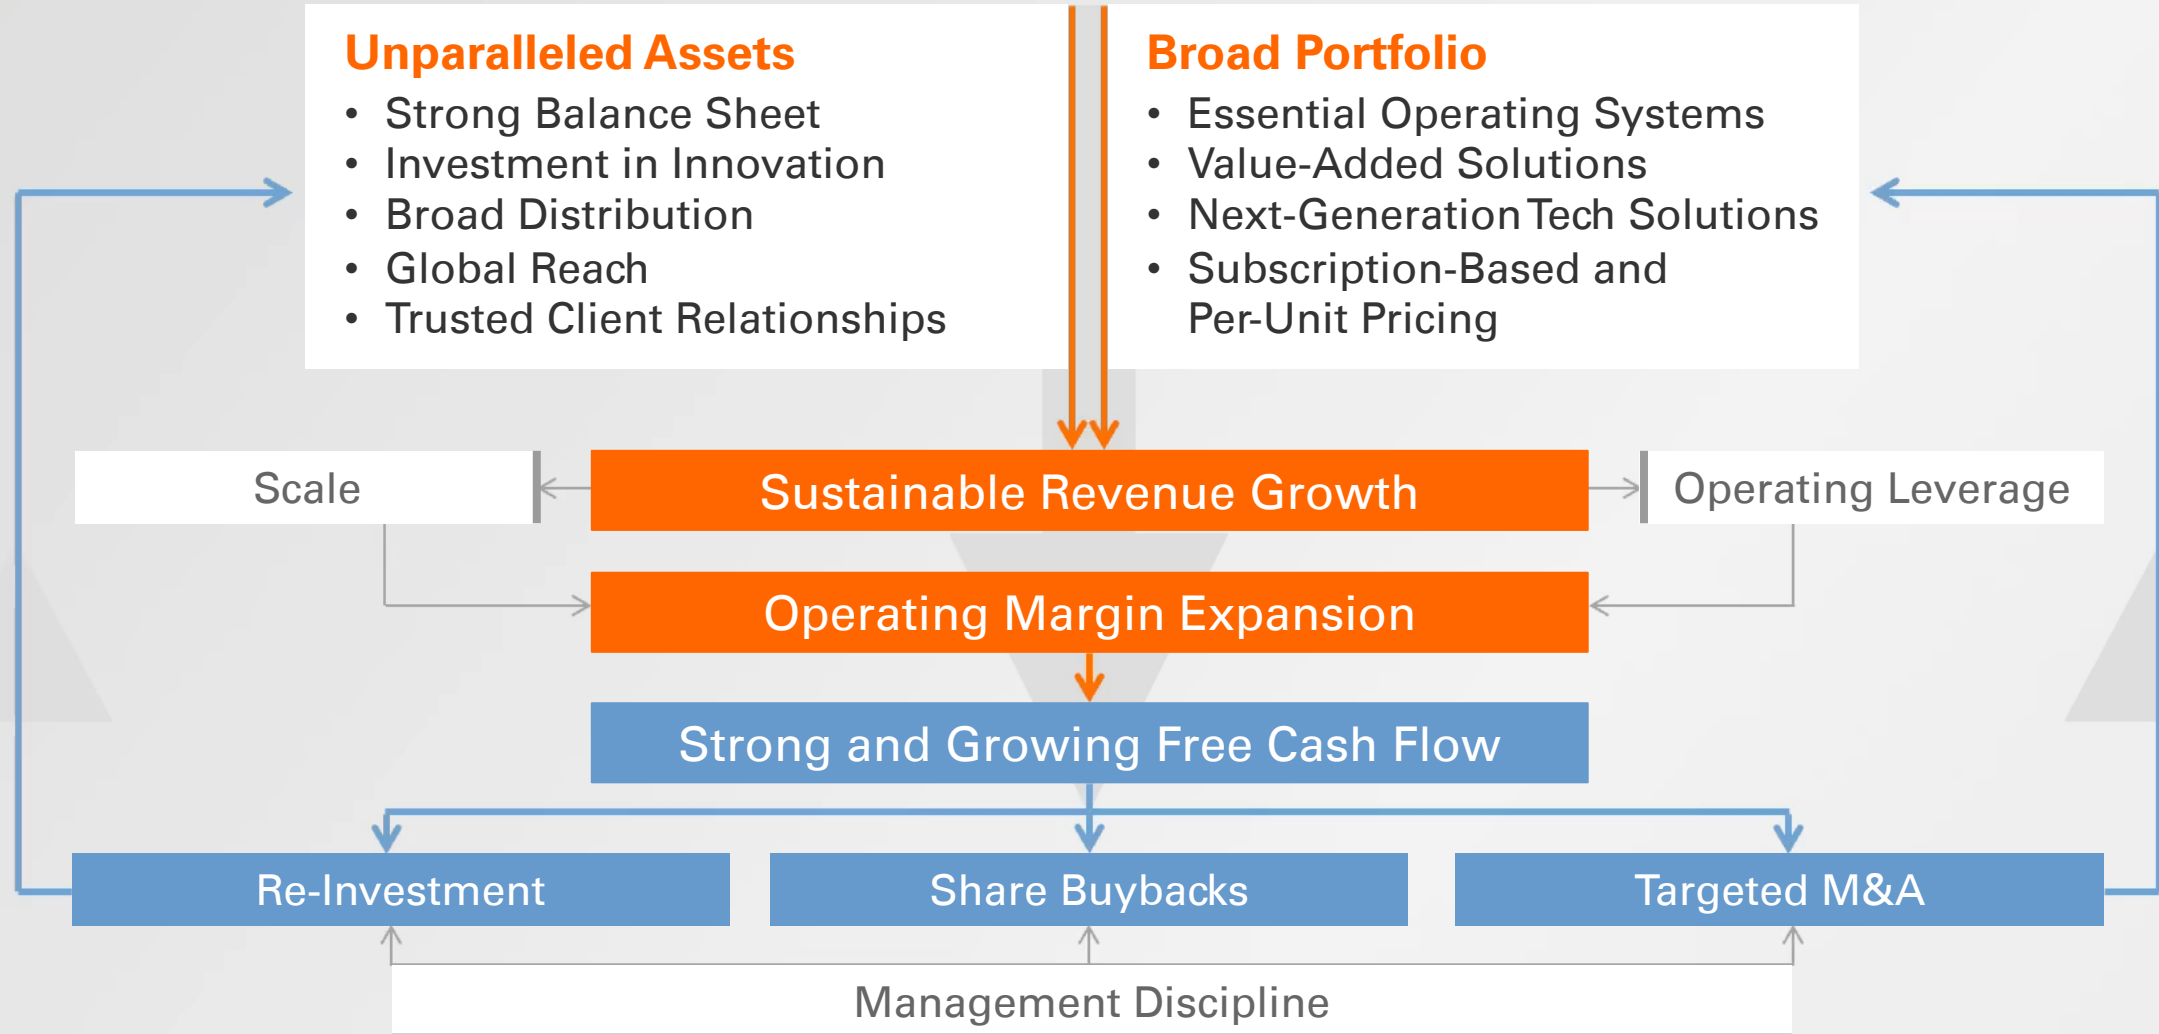 Unparalleled Assets
• Strong Balance Sheet
• Investment in Innovation
• Broad Distribution
• Global Reach
• Trusted Client Relationships
Broad Portfolio
• Essential Operating Systems
• Value-Added Solutions
• Next-Generation Tech Solutions
• Subscription-Based and
Per-Unit Pricing
Scale
Sustainable Revenue Growth
Operating Leverage
Operating Margin Expansion
Strong and Growing Free Cash Flow
Re-Investment
Share Buybacks
Targeted M&A
Management Discipline